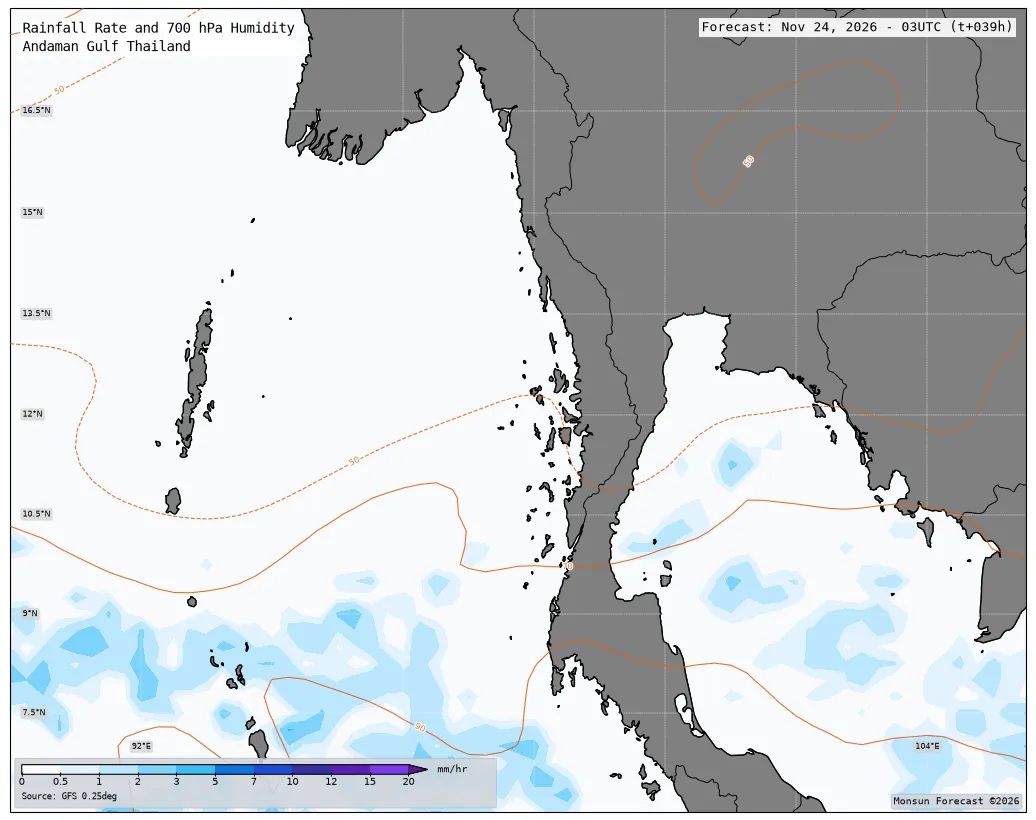 Rainfall Rate and 700 hPa Humidity
Andaman Gulf Thailand
Forecast: Nov 24, 2026 - 03UTC (t+039h)
50
16.5°N
50
15°N
13.5°N
12°N
50
10.5°N
70
9°N
7.5°N
90
92°E
104°E
0 0.5 1 2 3 5 7 10 12 15 20 mm/hr
Source: GFS 0.25deg
Monsun Forecast ©2026